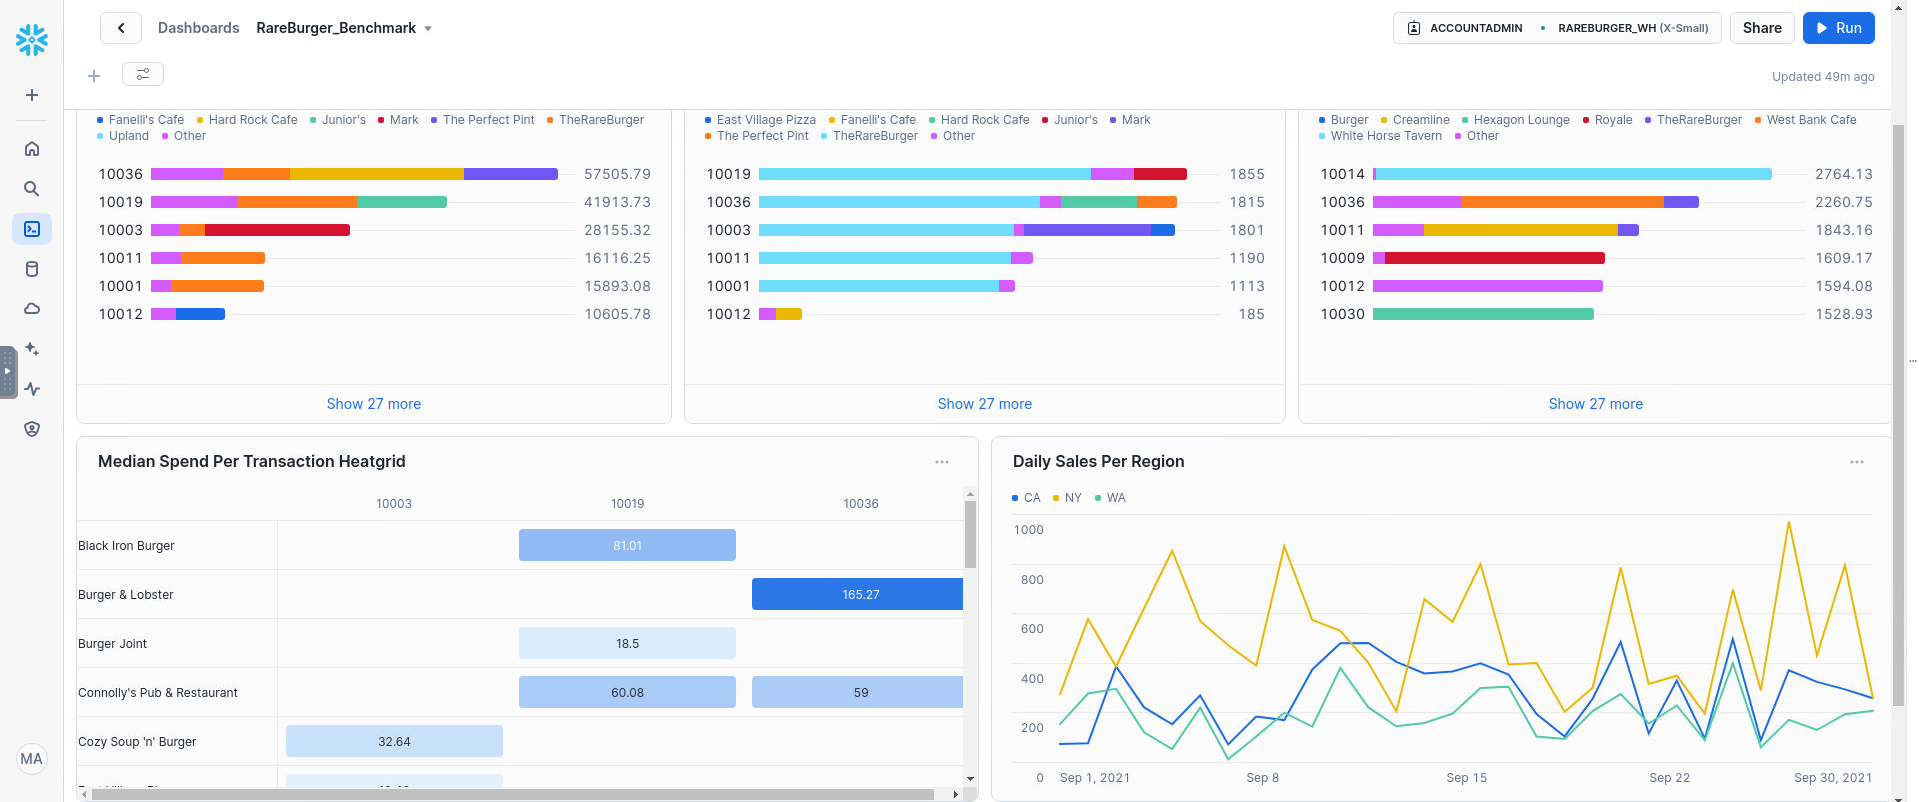 Dashboards RareBurger_Benchmark
ACCOUNTADMIN • RAREBURGER_WH (X-Small)
Share
Run
Updated 49m ago
Fanelli's Cafe Hard Rock Cafe Junior's Mark The Perfect Pint TheRareBurger
Upland Other
10036 57505.79
10019 41913.73
10003 28155.32
10011 16116.25
10001 15893.08
10012 10605.78
Show 27 more
East Village Pizza Fanelli's Cafe Hard Rock Cafe Junior's Mark
The Perfect Pint TheRareBurger Other
10019 1855
10036 1815
10003 1801
10011 1190
10001 1113
10012 185
Show 27 more
Burger Creamline Hexagon Lounge Royale TheRareBurger West Bank Cafe
White Horse Tavern Other
10014 2764.13
10036 2260.75
10011 1843.16
10009 1609.17
10012 1594.08
10030 1528.93
Show 27 more
Median Spend Per Transaction Heatgrid
10003 10019 10036
Black Iron Burger 81.01
Burger & Lobster 165.27
Burger Joint 18.5
Connolly's Pub & Restaurant 60.08 59
Cozy Soup 'n' Burger 32.64
Daily Sales Per Region
CA NY WA
1000
800
600
400
200
0
Sep 1, 2021 Sep 8 Sep 15 Sep 22 Sep 30, 2021
MA